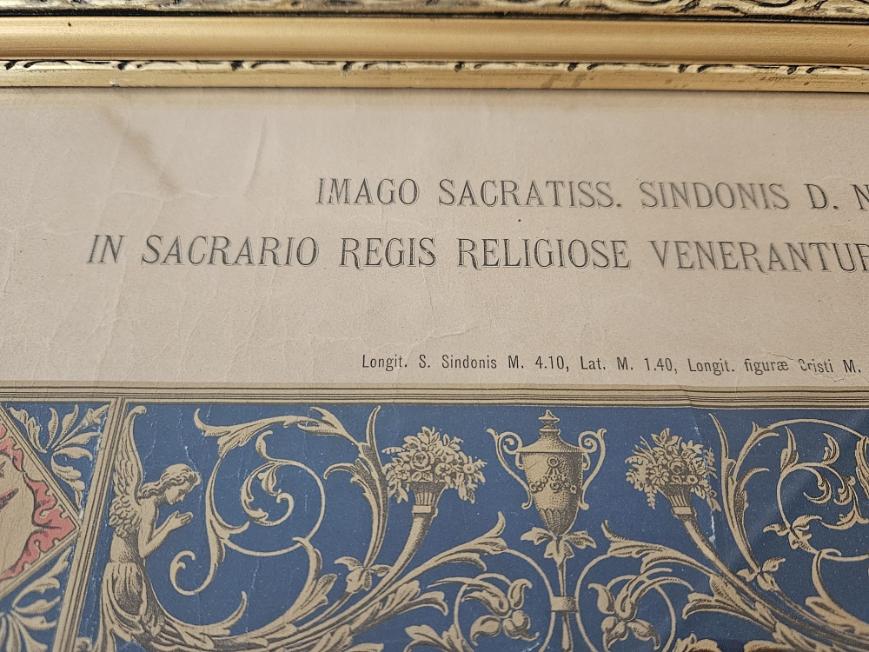 IMAGO SACRATISS. SINDONIS D. N
IN SACRARIO REGIS RELIGIOSE VENERANTUR
Longit. S. Sindonis M. 4.10, Lat. M. 1.40, Longit. figuræ Cristi M.